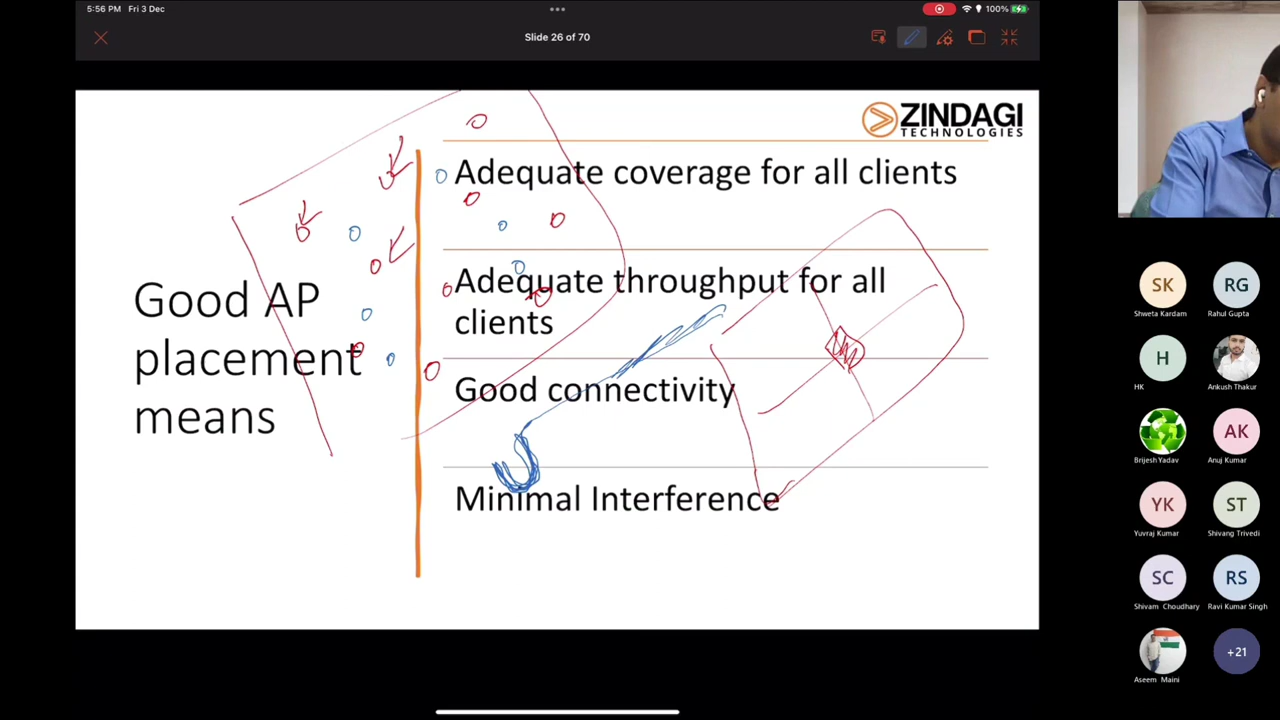 5:56 PM Fri 3 Dec
100%
Slide 26 of 70
ZINDAGI
TECHNOLOGIES
Good AP
placement
means
Adequate coverage for all clients
Adequate throughput for all
clients
Good connectivity
Minimal Interference
SK
Shweta Kardam
RG
Rahul Gupta
H
HK
Ankush Thakur
Brijesh Yadav
AK
Anuj Kumar
YK
Yuvraj Kumar
ST
Shivang Trivedi
SC
Shivam Choudhary
RS
Ravi Kumar Singh
Aseem Maini
+21